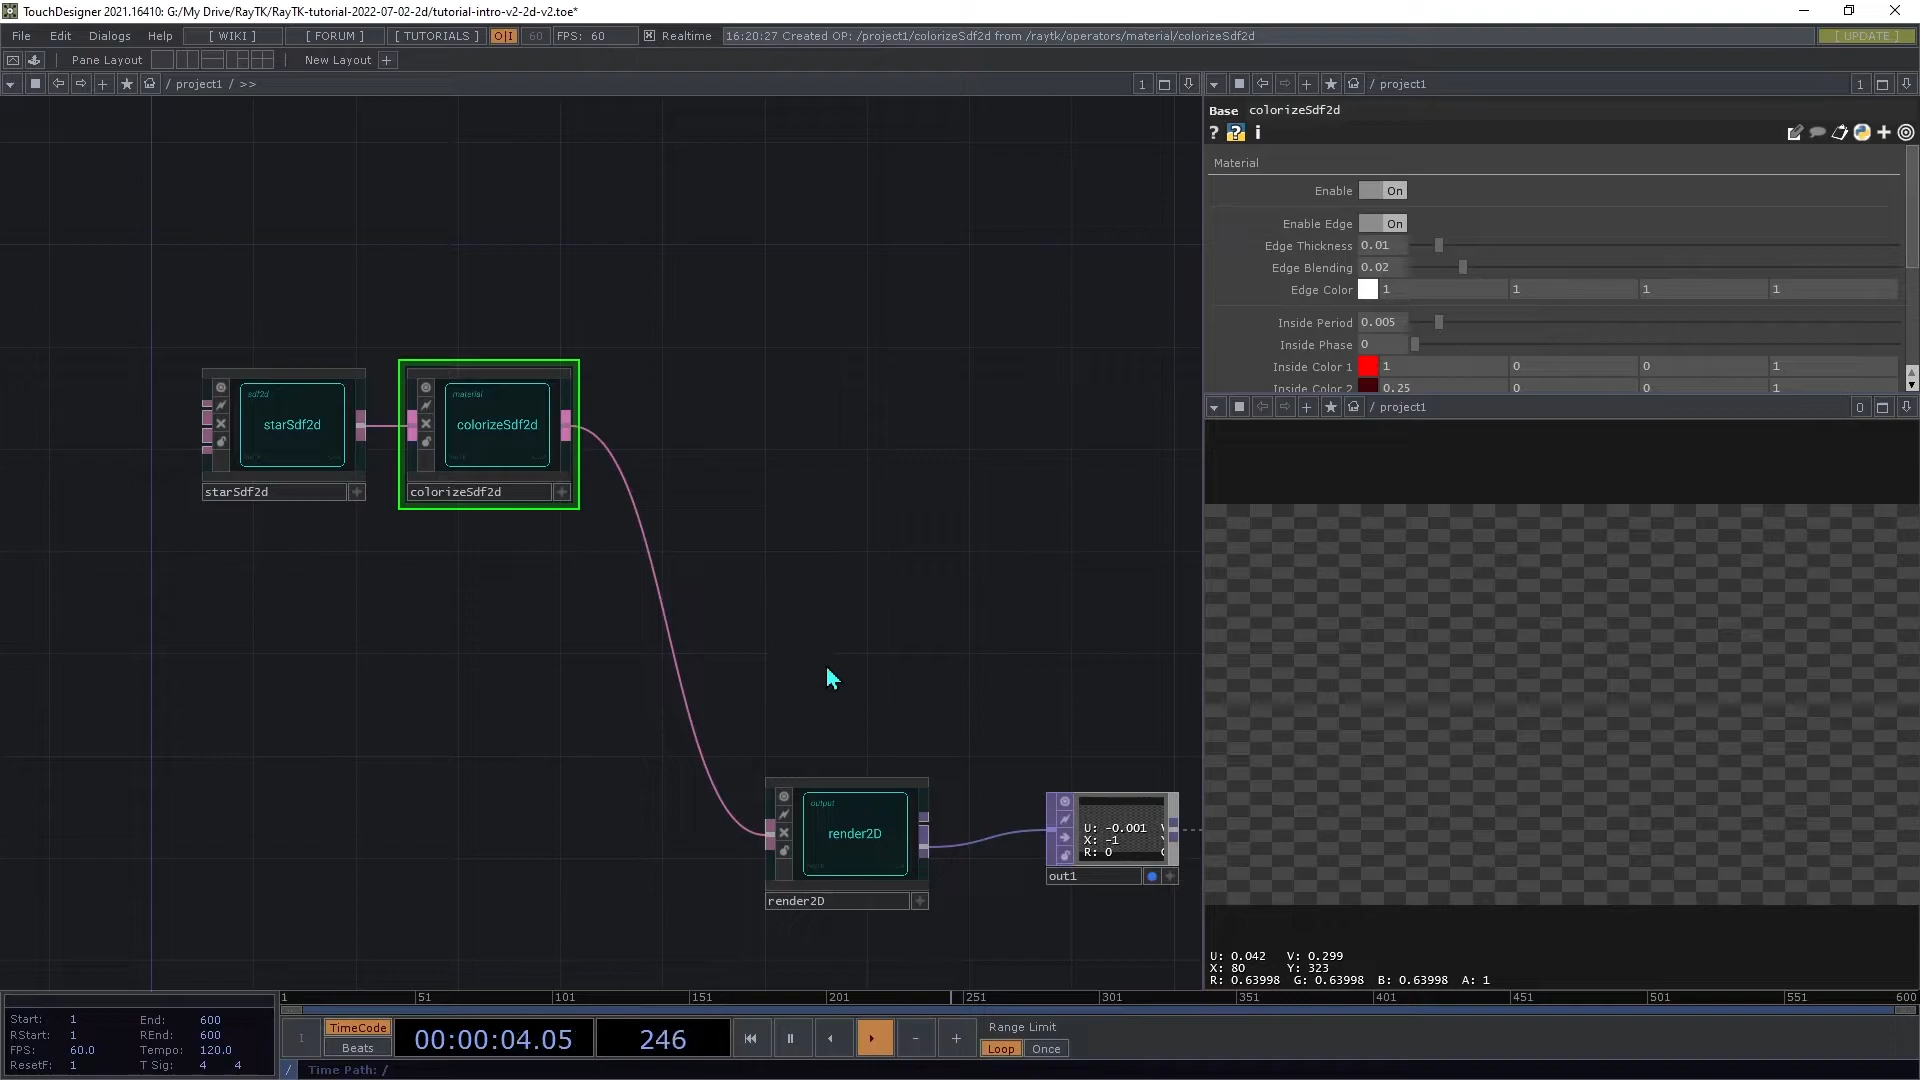 TouchDesigner 2021.16410: G:/My Drive/RayTK/RayTK-tutorial-2022-07-02-2d/tutorial-intro-v2-2d-v2.toe*
File Edit Dialogs Help [ WIKI ] [ FORUM ] [ TUTORIALS ] O|I 60 FPS: 60 Realtime 16:20:27 Created OP: /project1/colorizeSdf2d from /raytk/operators/material/colorizeSdf2d [ UPDATE ]
Pane Layout New Layout +
/ project1 / >> 1
/ project1 1
Base colorizeSdf2d
? ? i
Material
Enable On
Enable Edge On
Edge Thickness 0.01
Edge Blending 0.02
Edge Color 1 1 1 1
Inside Period 0.005
Inside Phase 0
Inside Color 1 1 0 0 1
Inside Color 2 0.25 0 0 1
/ project1 0
sdf2d
starSdf2d
starSdf2d
material
colorizeSdf2d
colorizeSdf2d
output
render2D
render2D
U: -0.001
X: -1
R: 0
out1
U: 0.042 V: 0.299
X: 80 Y: 323
R: 0.63998 G: 0.63998 B: 0.63998 A: 1
1 51 101 151 201 251 301 351 401 451 501 551 600
Start: 1 End: 600
RStart: 1 REnd: 600
FPS: 60.0 Tempo: 120.0
ResetF: 1 T Sig: 4 4
I TimeCode
Beats
00:00:04.05 246
- +
Range Limit
Loop Once
/ Time Path: /